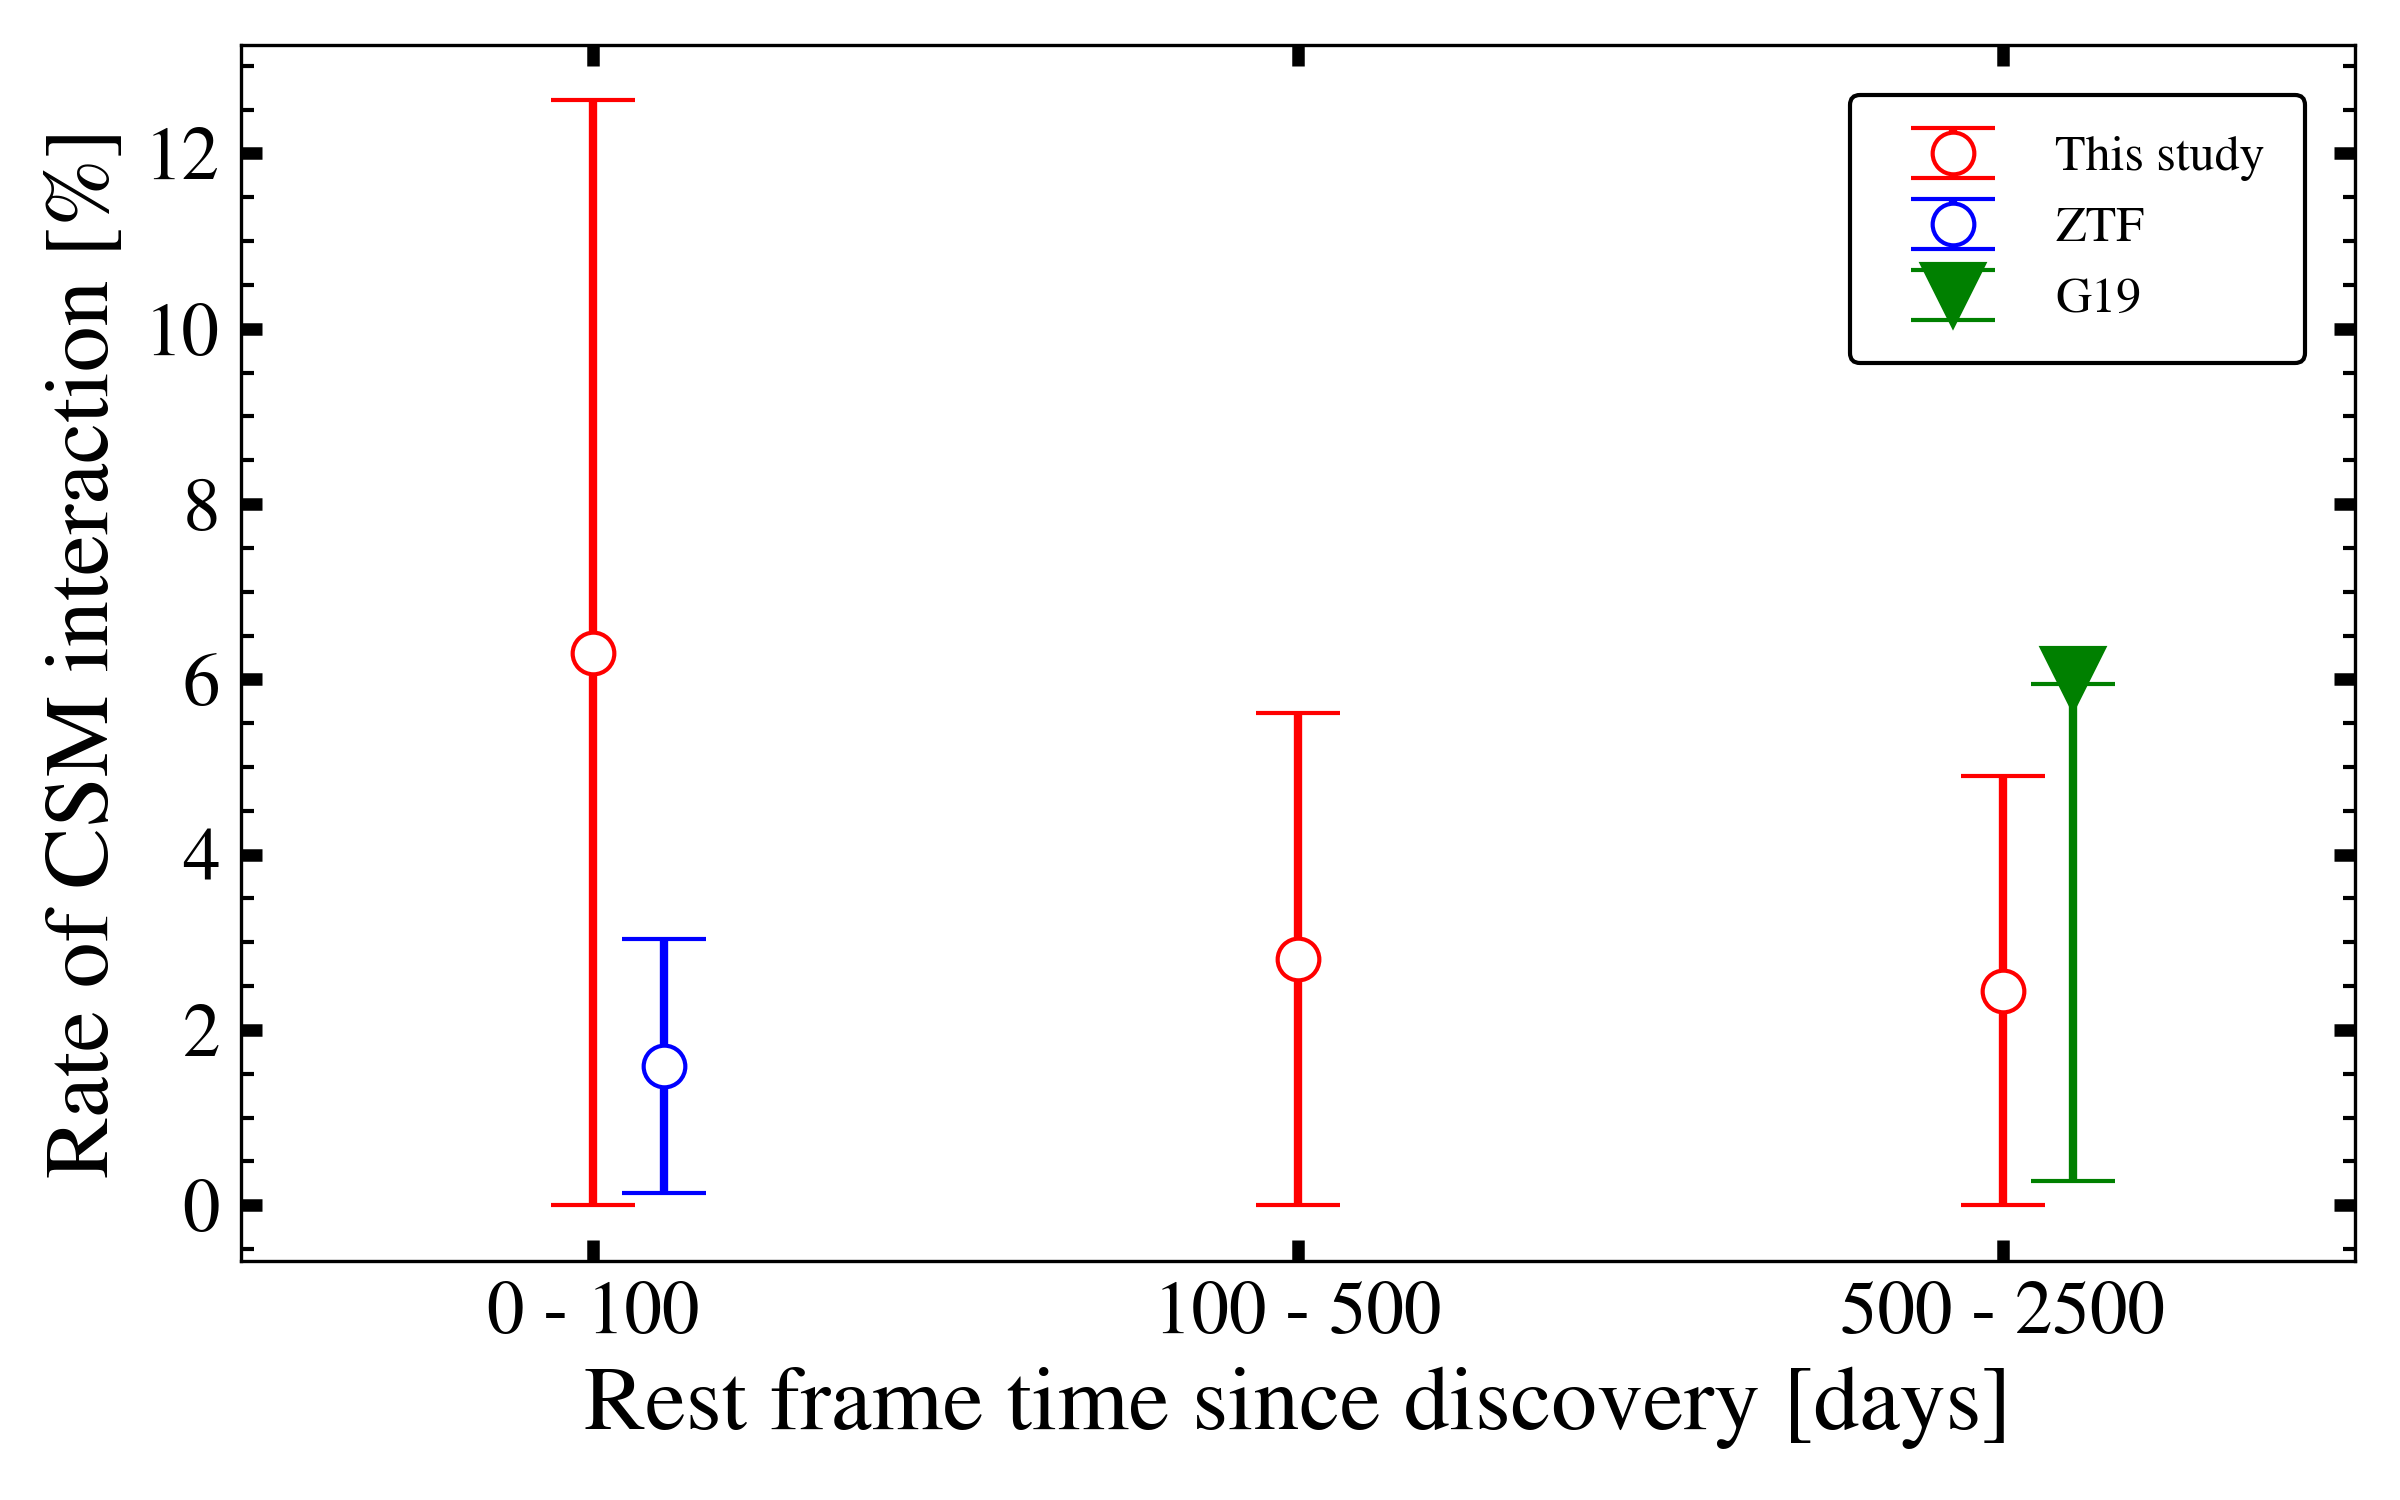 Rate of CSM interaction [%]
12
10
8
6
4
2
0
This study
ZTF
G19
0 - 100
100 - 500
500 - 2500
Rest frame time since discovery [days]